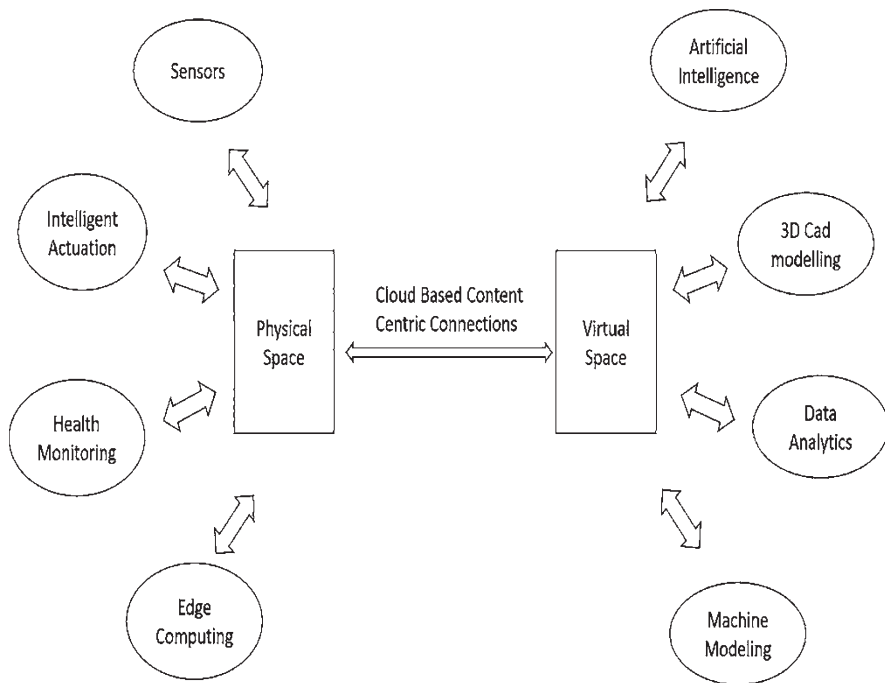 Sensors
Artificial
Intelligence
Intelligent
Actuation
3D Cad
modelling
Cloud Based Content
Centric Connections
Physical
Space
Virtual
Space
Health
Monitoring
Data
Analytics
Edge
Computing
Machine
Modeling